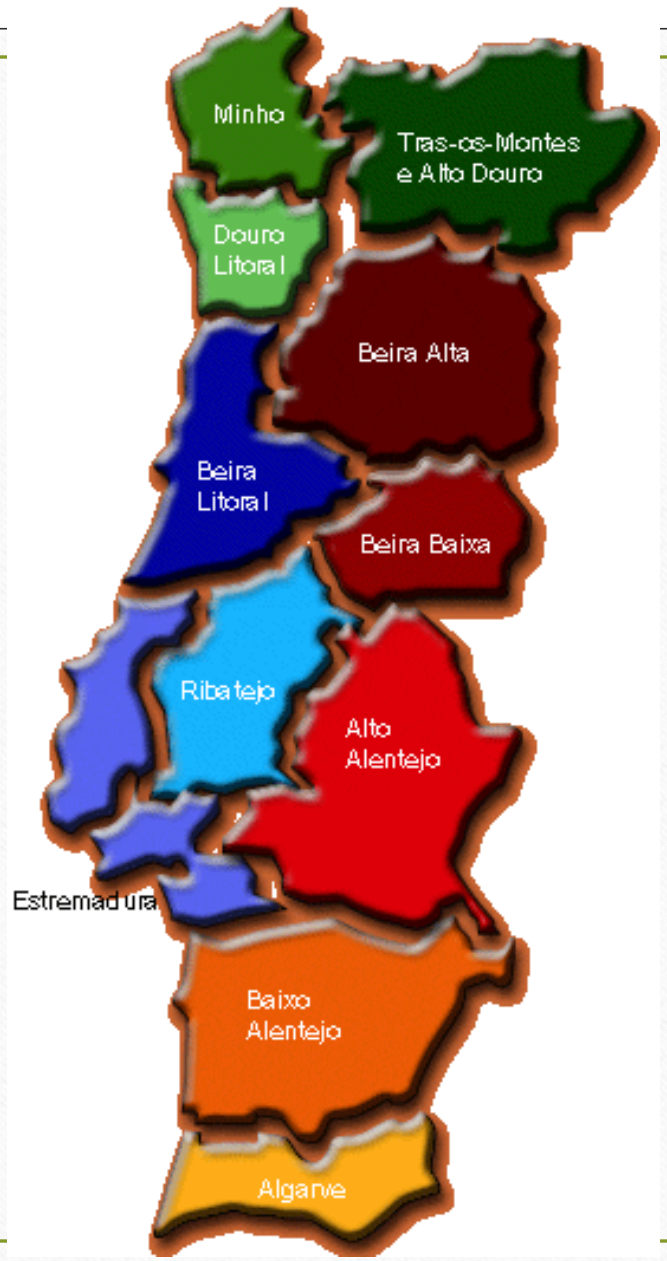 Minho
Tras-os-Montes
e Alto Douro
Douro
Litoral
Beira Alta
Beira
Litoral
Beira Baixa
Ribatejo
Alto
Alentejo
Estremadura
Baixo
Alentejo
Algarve